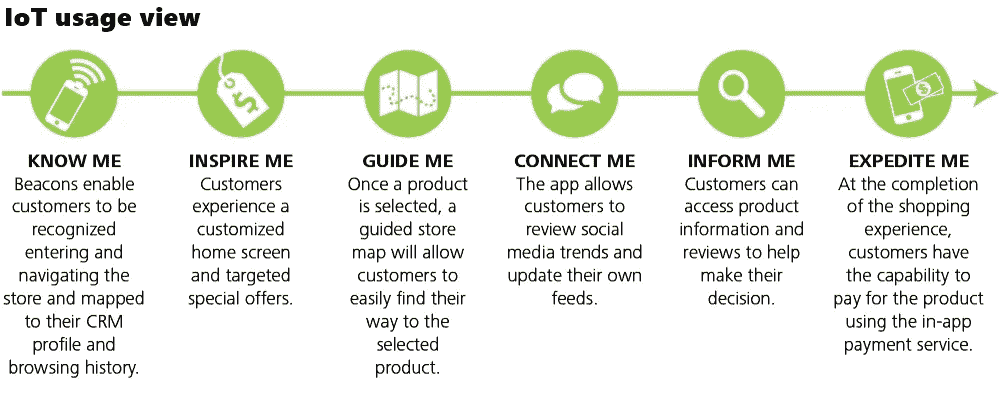 IoT usage view
$
$
KNOW ME
Beacons enable
customers to be
recognized
entering and
navigating the
store and mapped
to their CRM
profile and
browsing history.
INSPIRE ME
Customers
experience a
customized
home screen
and targeted
special offers.
GUIDE ME
Once a product
is selected, a
guided store
map will allow
customers to
easily find their
way to the
selected
product.
CONNECT ME
The app allows
customers to
review social
media trends and
update their own
feeds.
INFORM ME
Customers can
access product
information and
reviews to help
make their
decision.
EXPEDITE ME
At the completion
of the shopping
experience,
customers have
the capability to
pay for the product
using the in-app
payment service.